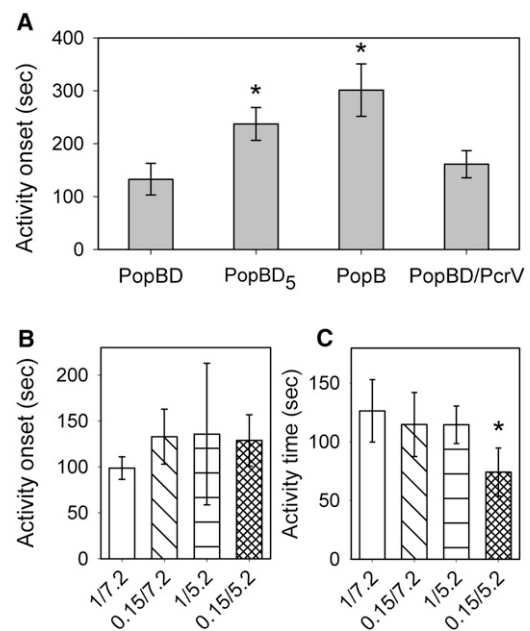 A
Activity onset (sec)
400
300
200
100
0
*
*
PopBD
PopBD₅
PopB
PopBD/PcrV
B
Activity onset (sec)
200
150
100
50
0
1/7.2
0.15/7.2
1/5.2
0.15/5.2
C
Activity time (sec)
150
100
50
0
*
1/7.2
0.15/7.2
1/5.2
0.15/5.2